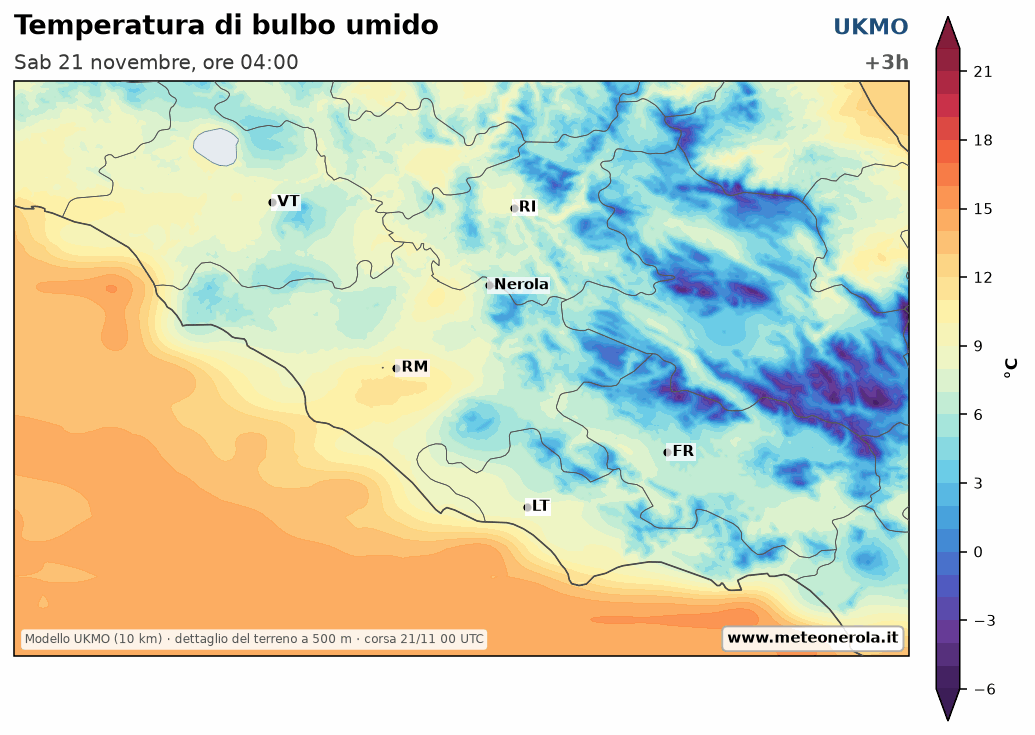 Temperatura di bulbo umido
UKMO
Sab 21 novembre, ore 04:00
+3h
VT
RI
Nerola
RM
FR
LT
21
18
15
12
9
6
3
0
−3
−6
°C
Modello UKMO (10 km) · dettaglio del terreno a 500 m · corsa 21/11 00 UTC
www.meteonerola.it